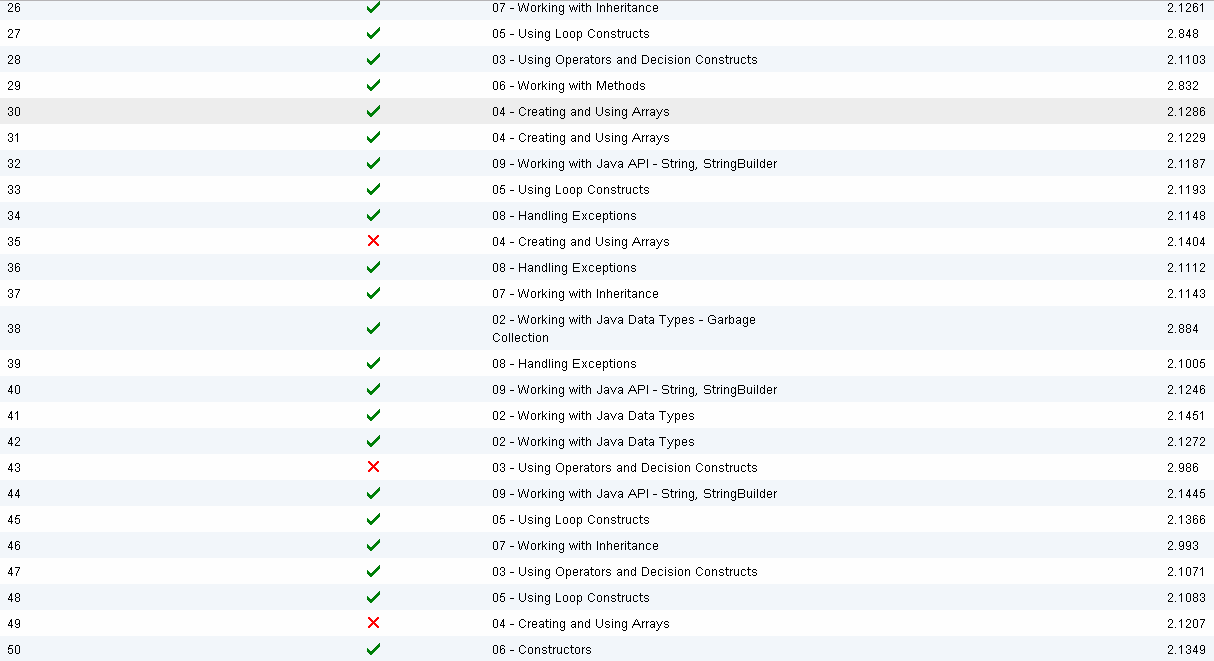 26 07 - Working with Inheritance 2.1261
27 05 - Using Loop Constructs 2.848
28 03 - Using Operators and Decision Constructs 2.1103
29 06 - Working with Methods 2.832
30 04 - Creating and Using Arrays 2.1286
31 04 - Creating and Using Arrays 2.1229
32 09 - Working with Java API - String, StringBuilder 2.1187
33 05 - Using Loop Constructs 2.1193
34 08 - Handling Exceptions 2.1148
35 04 - Creating and Using Arrays 2.1404
36 08 - Handling Exceptions 2.1112
37 07 - Working with Inheritance 2.1143
38 02 - Working with Java Data Types - Garbage 2.884
Collection
39 08 - Handling Exceptions 2.1005
40 09 - Working with Java API - String, StringBuilder 2.1246
41 02 - Working with Java Data Types 2.1451
42 02 - Working with Java Data Types 2.1272
43 03 - Using Operators and Decision Constructs 2.986
44 09 - Working with Java API - String, StringBuilder 2.1445
45 05 - Using Loop Constructs 2.1366
46 07 - Working with Inheritance 2.993
47 03 - Using Operators and Decision Constructs 2.1071
48 05 - Using Loop Constructs 2.1083
49 04 - Creating and Using Arrays 2.1207
50 06 - Constructors 2.1349